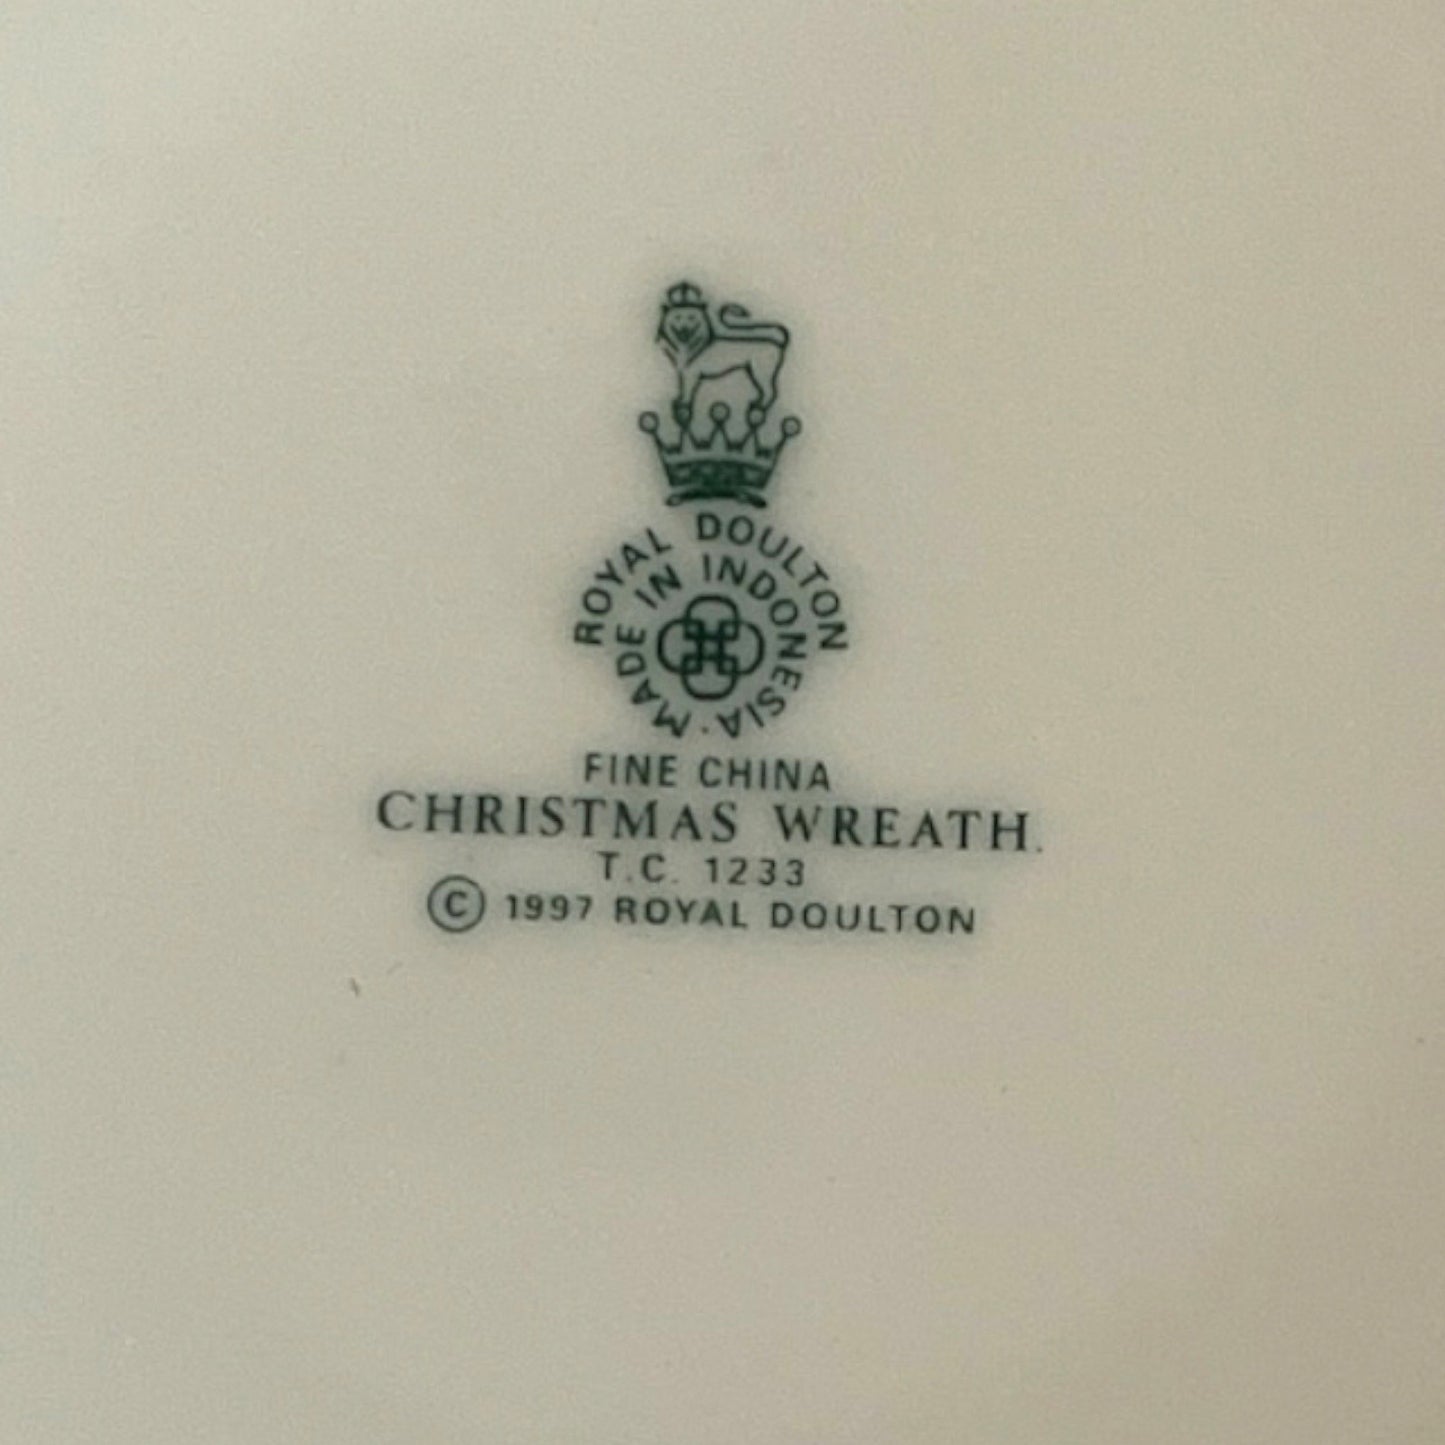 ROYAL DOULTON
MADE IN INDONESIA ·
FINE CHINA
CHRISTMAS WREATH.
T.C. 1233
© 1997 ROYAL DOULTON